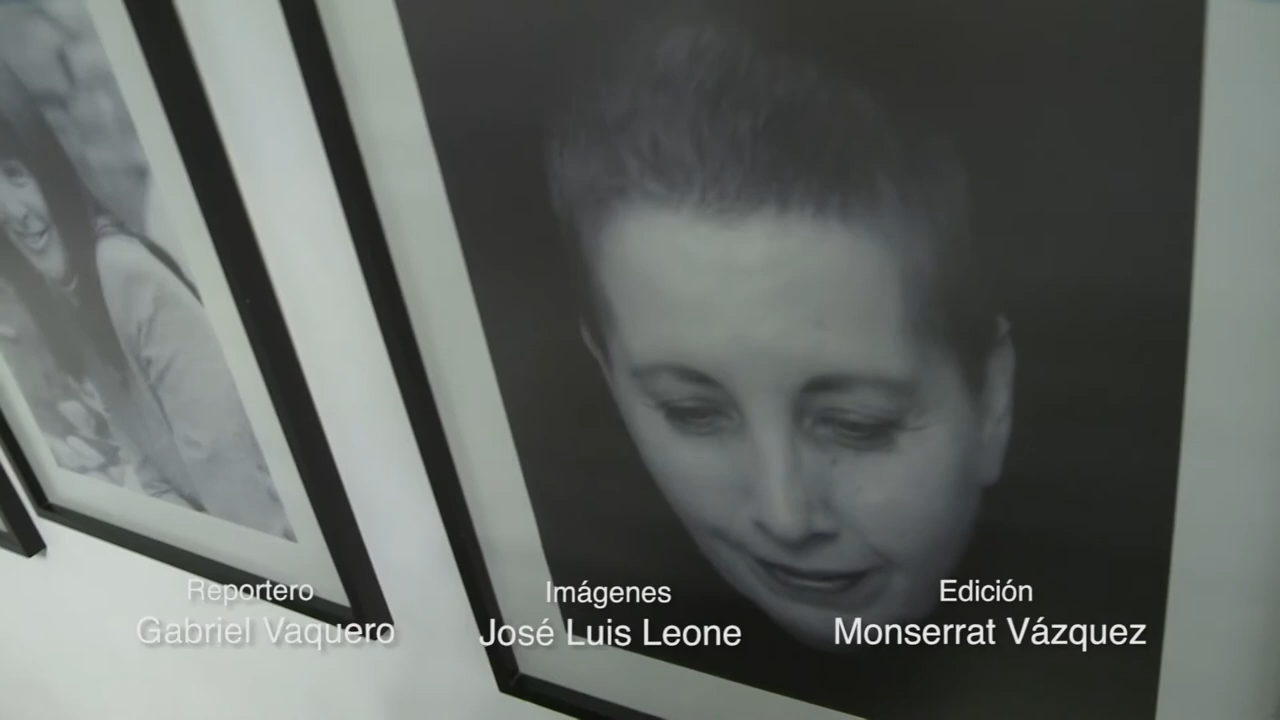 Reportero
Gabriel Vaquero
Imágenes
José Luis Leone
Edición
Monserrat Vázquez